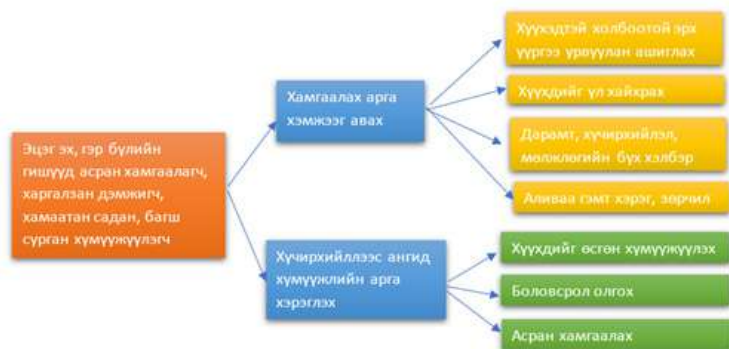 Эцэг эх, гэр бүлийн
гишүүд асран хамгаалагч,
харгалзан дэмжигч,
хамаатан садан, багш
сурган хүмүүжүүлэгч
Хамгаалах арга
хэмжээг авах
Хүүхэдтэй холбоотой эрх
үүргээ урвуулан ашиглах
Хүүхдийг үл хайхрах
Дарамт, хүчирхийлэл,
мөлжлөгийн бүх хэлбэр
Аливаа гэмт хэрэг, зөрчил
Хүчирхийллээс ангид
хүмүүжлийн арга
хэрэглэх
Хүүхдийг өсгөн хүмүүжүүлэх
Боловсрол олгох
Асран хамгаалах